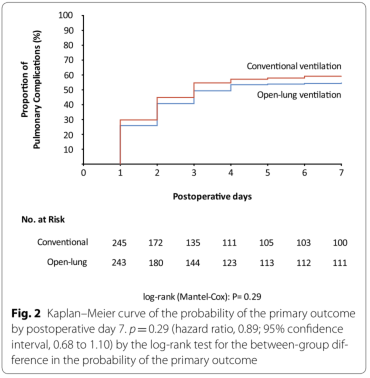 Proportion of
Pulmonary Complications (%)
100
90
80
70
60
50
40
30
20
10
Conventional ventilation
Open-lung ventilation
0 1 2 3 4 5 6 7
Postoperative days
No. at Risk
Conventional 245 172 135 111 105 103 100
Open-lung 243 180 144 123 113 112 111
log-rank (Mantel-Cox): P= 0.29
Fig. 2 Kaplan–Meier curve of the probability of the primary outcome
by postoperative day 7. p = 0.29 (hazard ratio, 0.89; 95% confidence
interval, 0.68 to 1.10) by the log-rank test for the between-group dif-
ference in the probability of the primary outcome